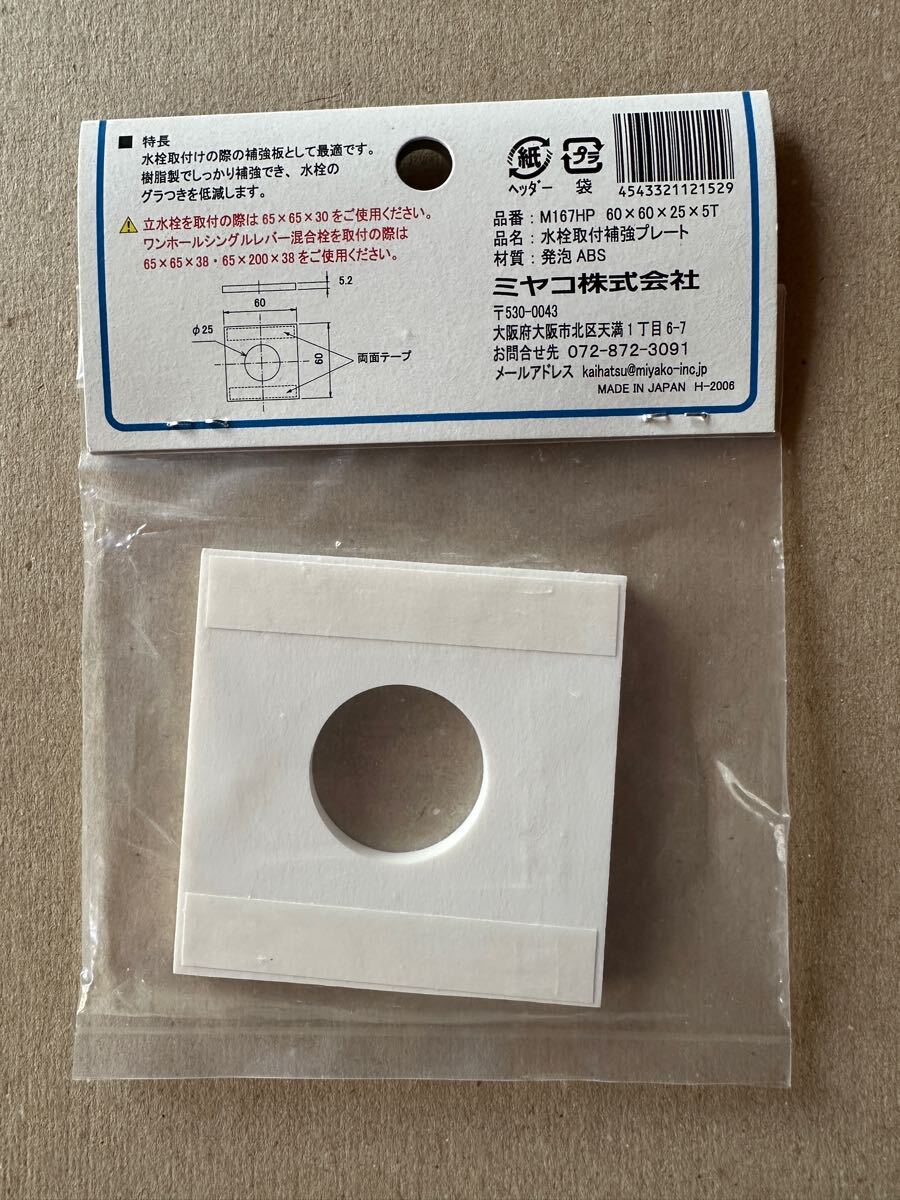 ■ 特長
水栓取付けの際の補強板として最適です。
樹脂製でしっかり補強でき、水栓の
グラつきを低減します。
立水栓を取付の際は65×65×30をご使用ください。
ワンホールシングルレバー混合栓を取付の際は
65×65×38・65×200×38をご使用ください。
5.2
60
φ25
60
両面テープ
紙
ヘッダー
プラ
袋
4543321121529
品番：M167HP 60×60×25×5T
品名：水栓取付補強プレート
材質：発泡ABS
ミヤコ株式会社
〒530-0043
大阪府大阪市北区天満1丁目6-7
お問合せ先 072-872-3091
メールアドレス kaihatsu@miyako-inc.jp
MADE IN JAPAN H-2006